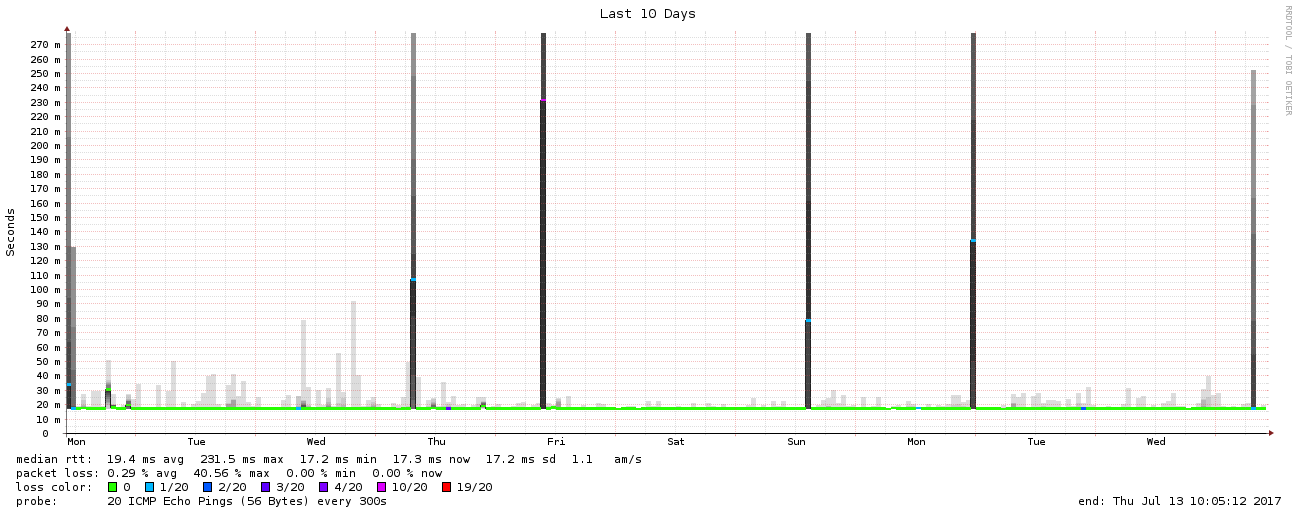 Last 10 Days
RRDTOOL / TOBI OETIKER
Seconds
270 m
260 m
250 m
240 m
230 m
220 m
210 m
200 m
190 m
180 m
170 m
160 m
150 m
140 m
130 m
120 m
110 m
100 m
90 m
80 m
70 m
60 m
50 m
40 m
30 m
20 m
10 m
0
Mon Tue Wed Thu Fri Sat Sun Mon Tue Wed
median rtt: 19.4 ms avg 231.5 ms max 17.2 ms min 17.3 ms now 17.2 ms sd 1.1 am/s
packet loss: 0.29 % avg 40.56 % max 0.00 % min 0.00 % now
loss color: 0 1/20 2/20 3/20 4/20 10/20 19/20
probe: 20 ICMP Echo Pings (56 Bytes) every 300s end: Thu Jul 13 10:05:12 2017